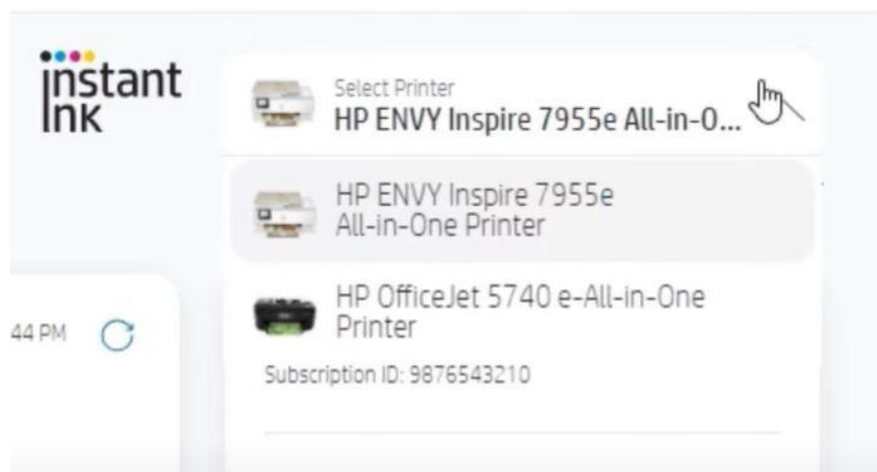 instant
ink
Select Printer
HP ENVY Inspire 7955e All-in-O...
HP ENVY Inspire 7955e
All-in-One Printer
HP OfficeJet 5740 e-All-in-One
Printer
44 PM
Subscription ID: 9876543210